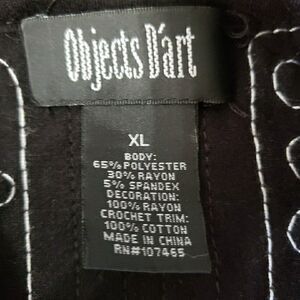 Objects D'art
XL
BODY:
65% POLYESTER
30% RAYON
5% SPANDEX
DECORATION:
100% RAYON
CROCHET TRIM:
100% COTTON
MADE IN CHINA
RN#107465